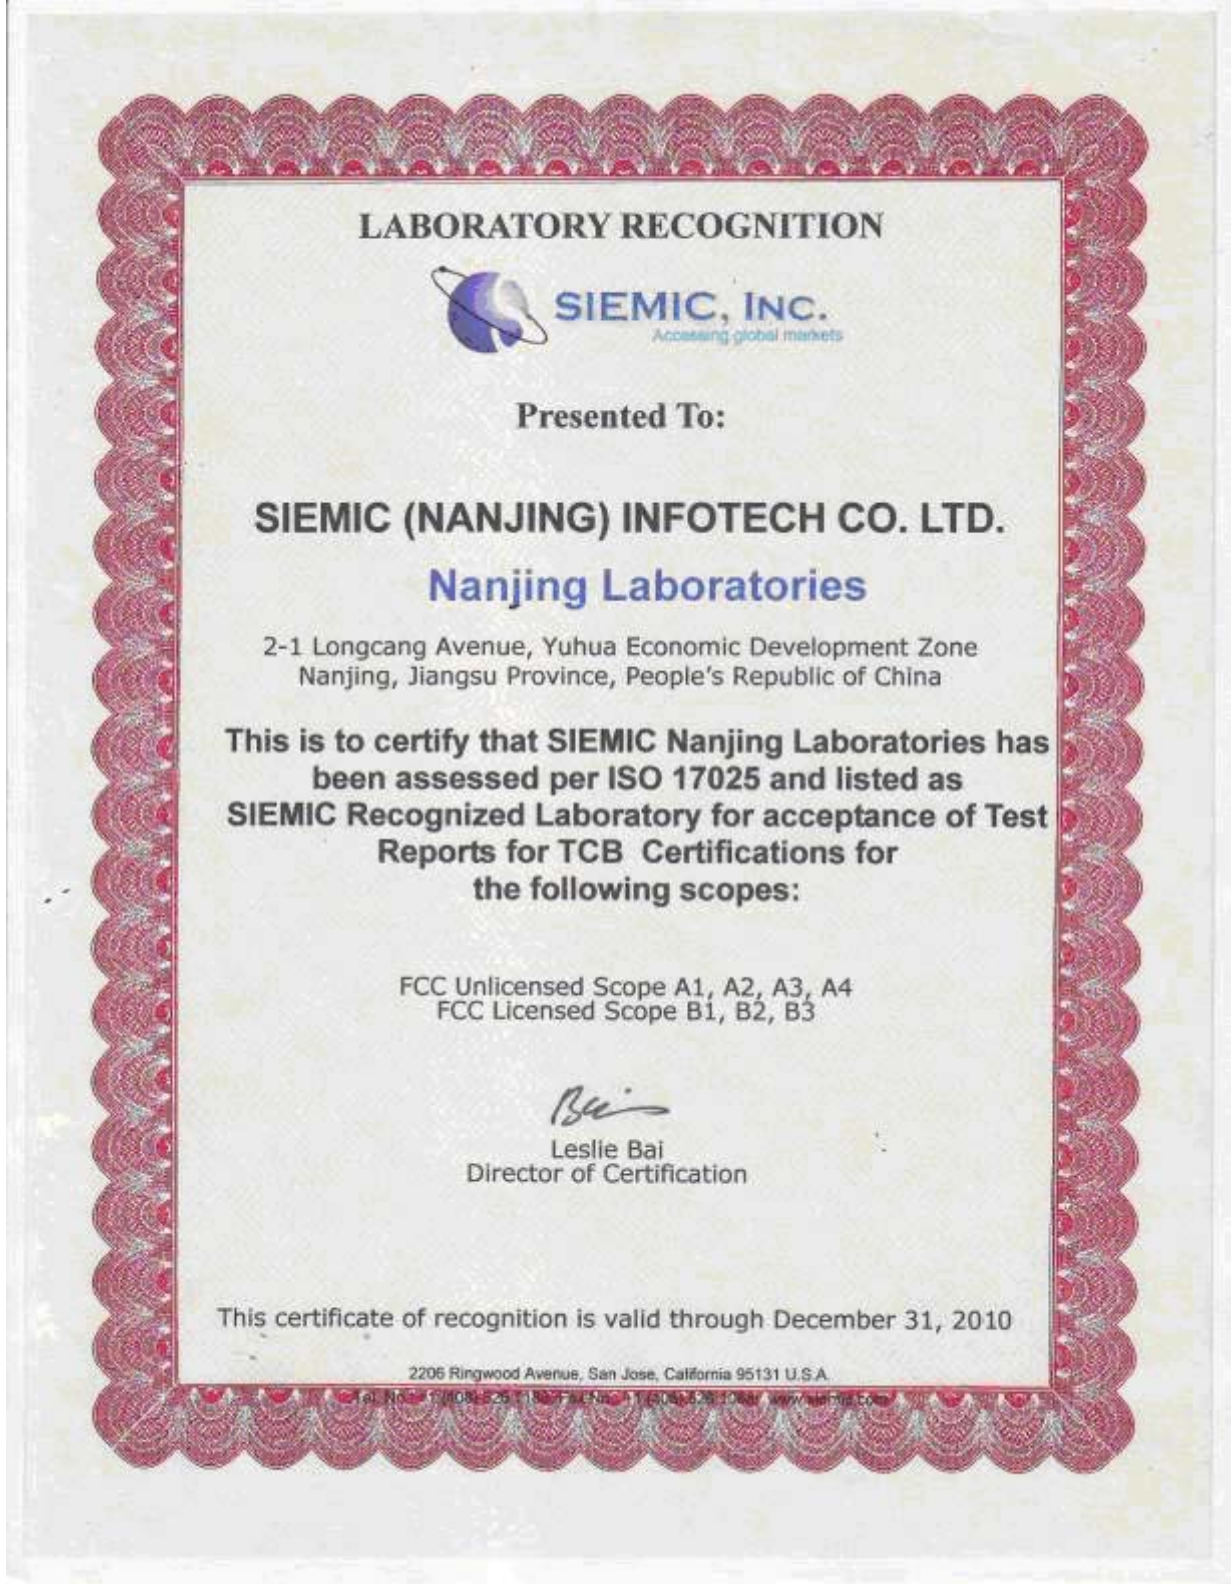 LABORATORY RECOGNITION
SIEMIC, INC.
Accessing global markets
Presented To:
SIEMIC (NANJING) INFOTECH CO. LTD.
Nanjing Laboratories
2-1 Longcang Avenue, Yuhua Economic Development Zone
Nanjing, Jiangsu Province, People's Republic of China
This is to certify that SIEMIC Nanjing Laboratories has
been assessed per ISO 17025 and listed as
SIEMIC Recognized Laboratory for acceptance of Test
Reports for TCB Certifications for
the following scopes:
FCC Unlicensed Scope A1, A2, A3, A4
FCC Licensed Scope B1, B2, B3
Bai
Leslie Bai
Director of Certification
This certificate of recognition is valid through December 31, 2010
2206 Ringwood Avenue, San Jose, California 95131 U.S.A.